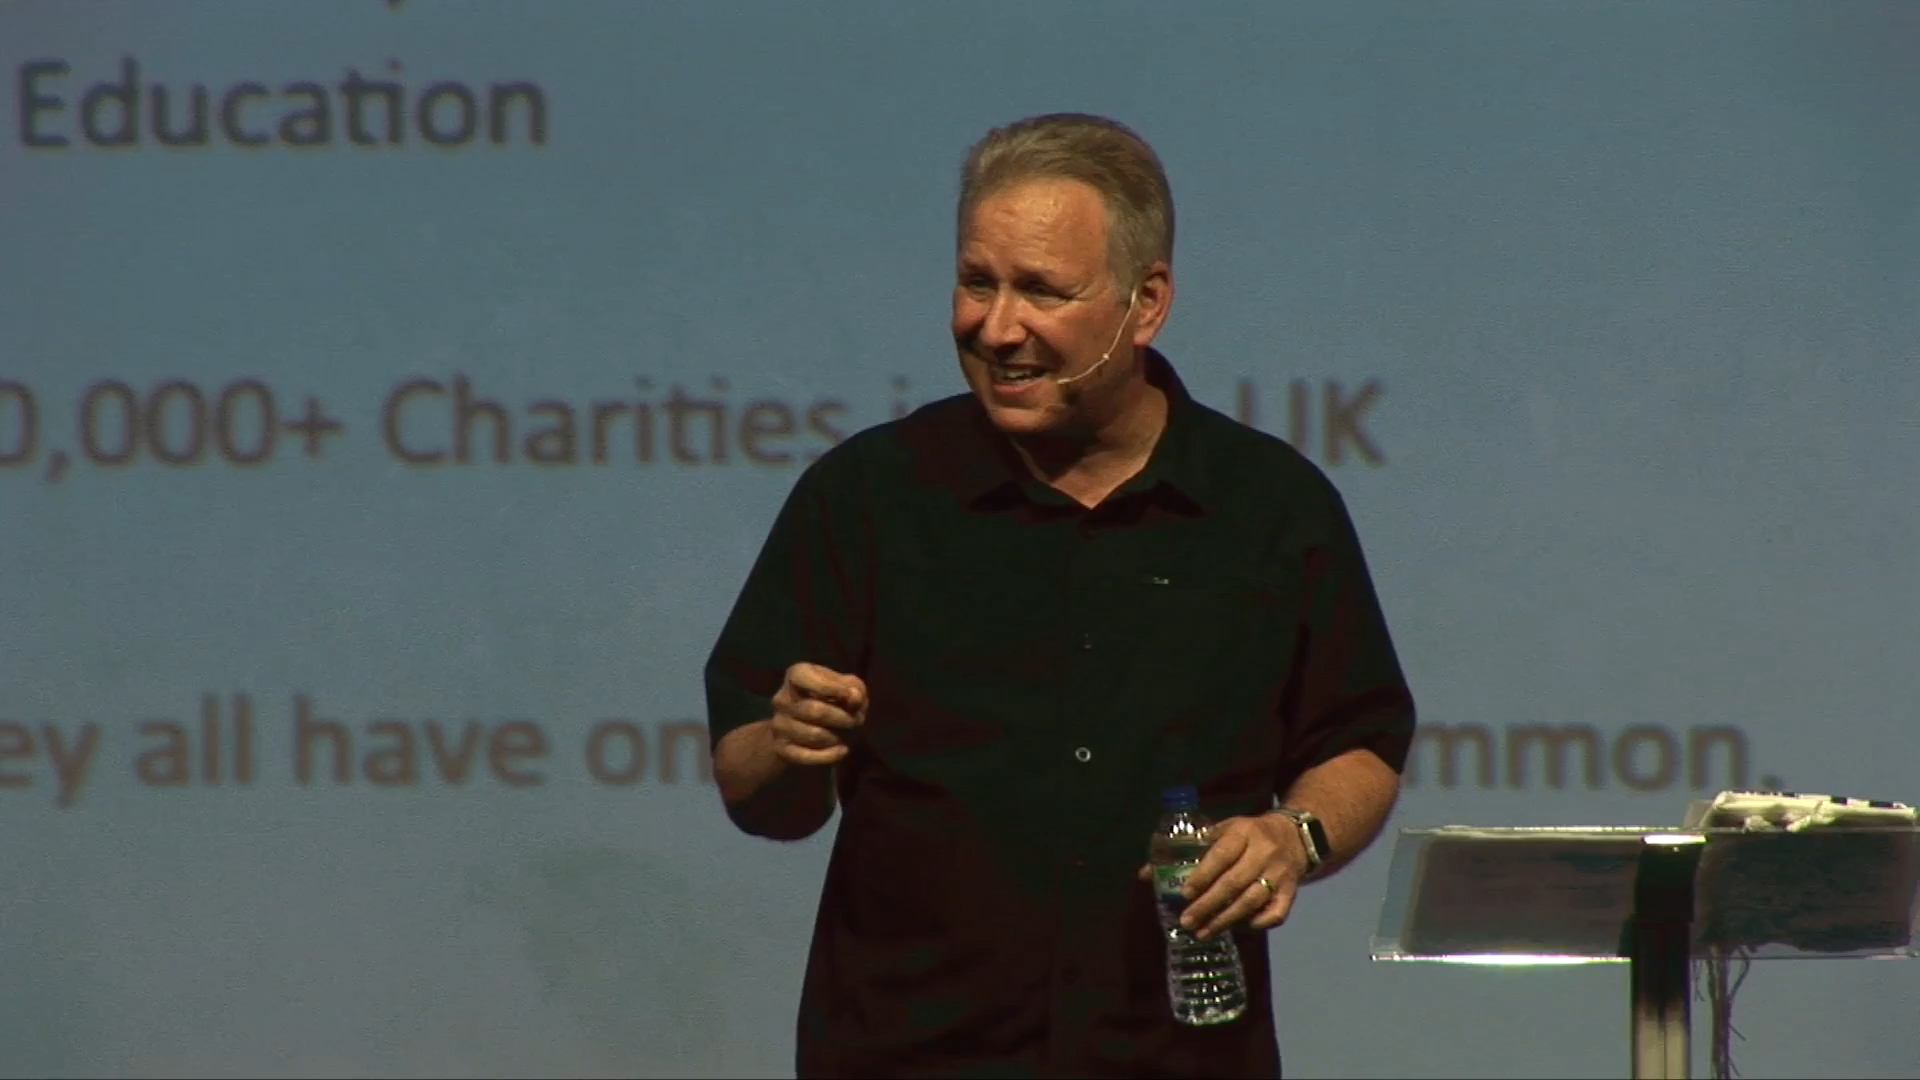 Education
0,000+ Charities UK
ey all have on mmon.